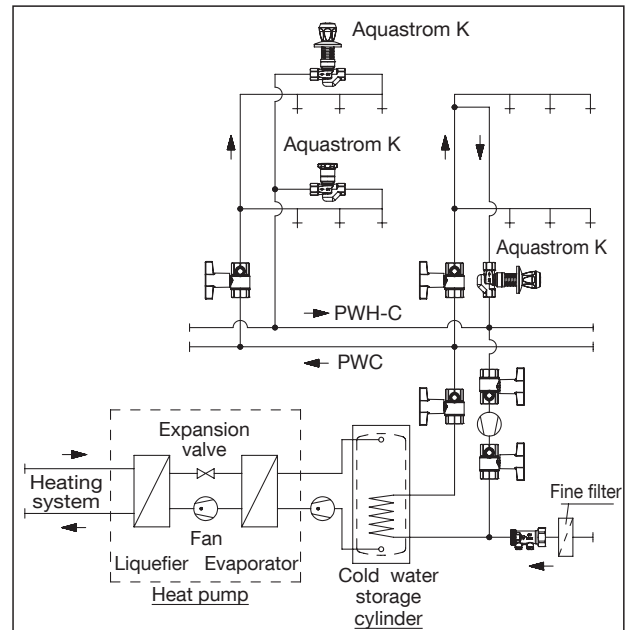 Aquastrom K
Aquastrom K
Aquastrom K
PWH-C
PWC
Expansion
valve
Heating
system
Fan
Liquefier Evaporator
Heat pump
Cold water
storage
cylinder
Fine filter